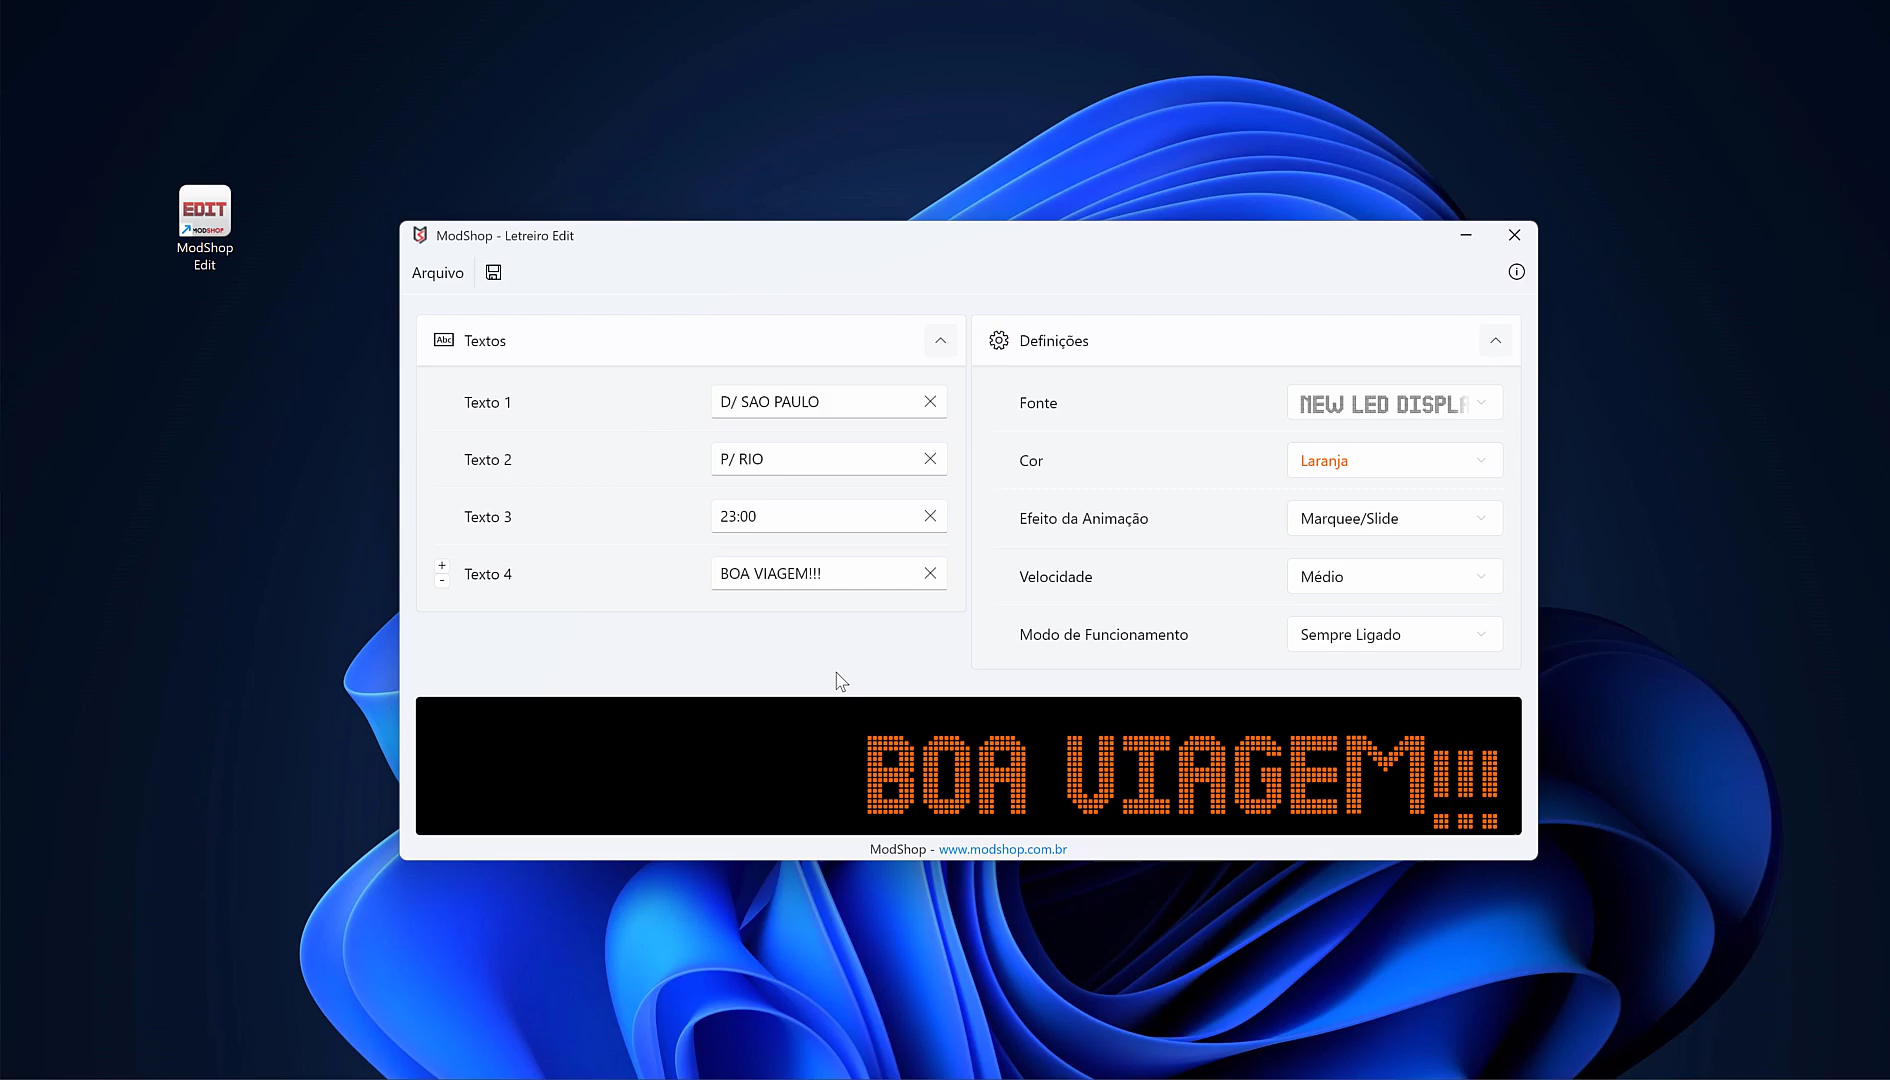 EDIT
MODSHOP
ModShop
Edit
ModShop - Letreiro Edit
Arquivo
Abc Textos
Texto 1 D/ SAO PAULO
Texto 2 P/ RIO
Texto 3 23:00
+
- Texto 4 BOA VIAGEM!!!
Definições
Fonte NEW LED DISPLA
Cor Laranja
Efeito da Animação Marquee/Slide
Velocidade Médio
Modo de Funcionamento Sempre Ligado
BOA VIAGEM!!!
ModShop - www.modshop.com.br